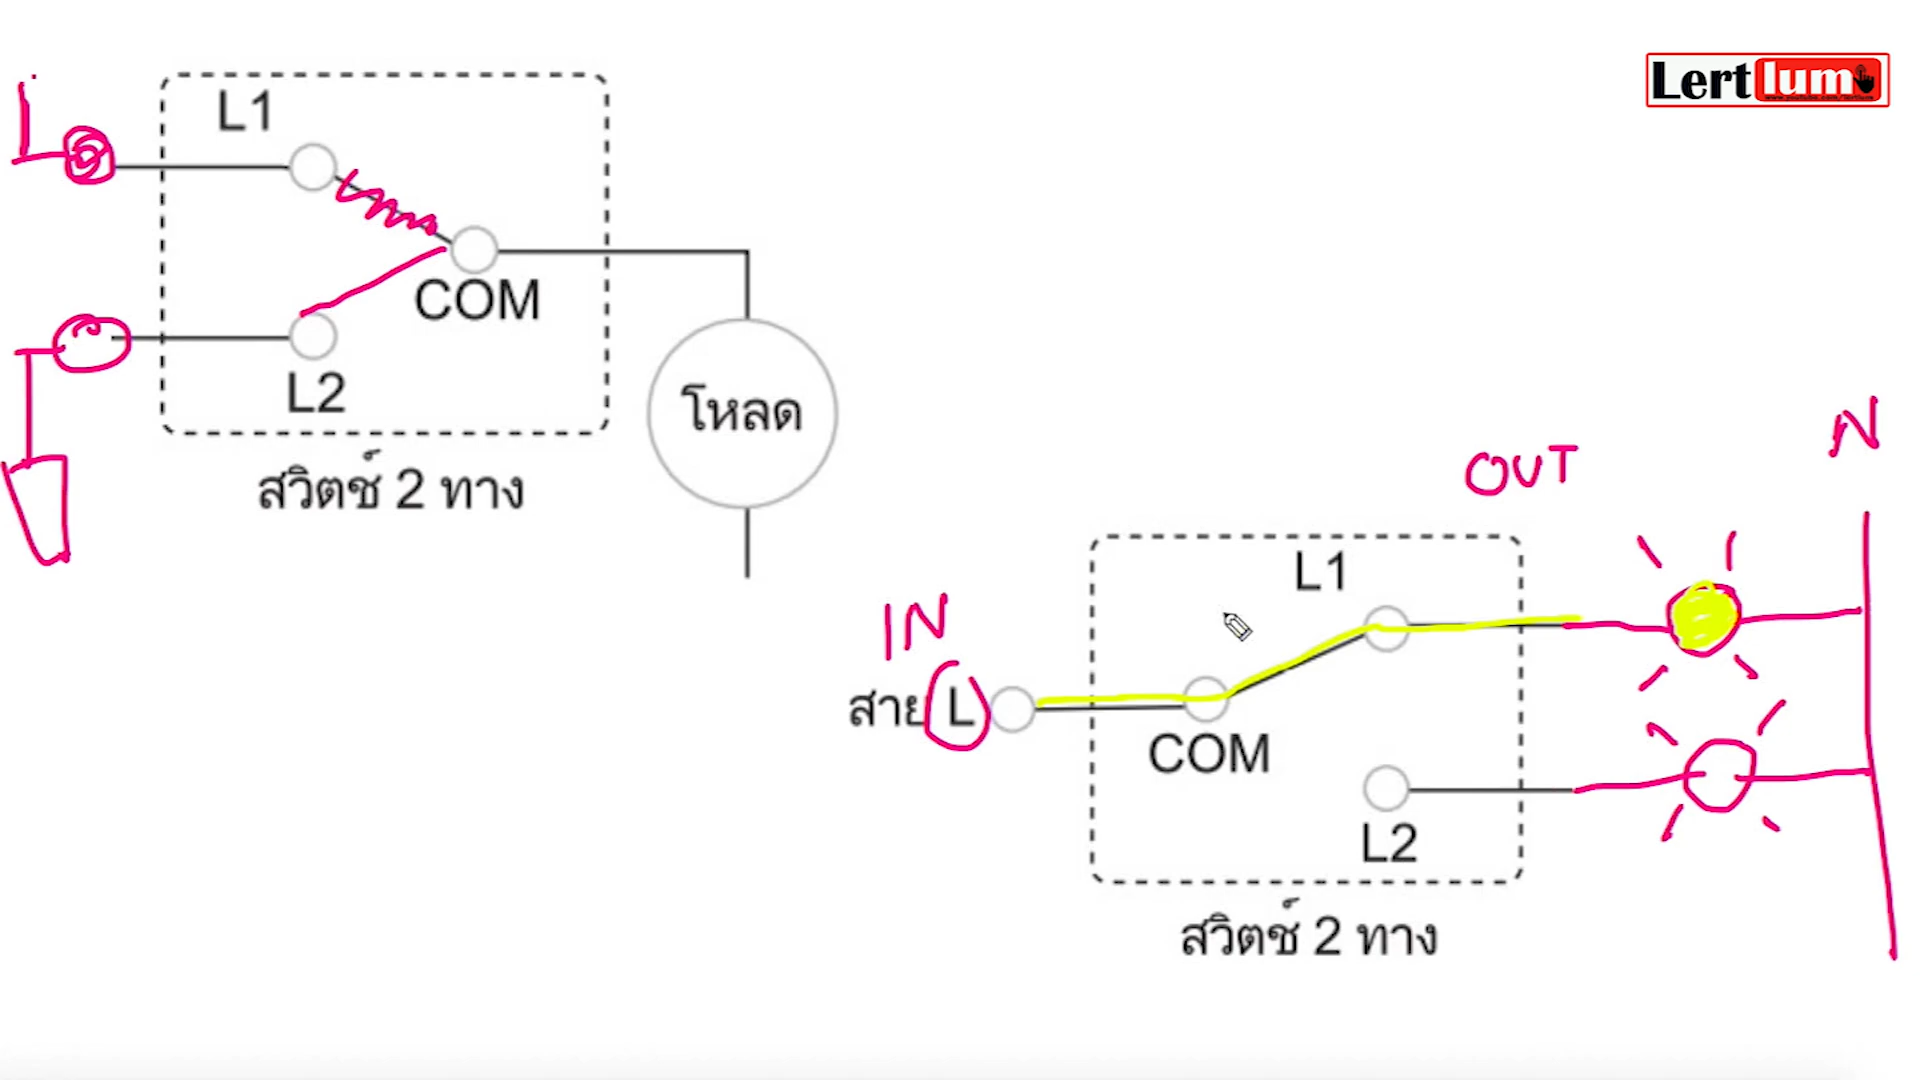 Lertlum
L
L1
COM
L2
โหลด
สวิตช์ 2 ทาง
N
OUT
L1
IN
สาย L
COM
L2
สวิตช์ 2 ทาง